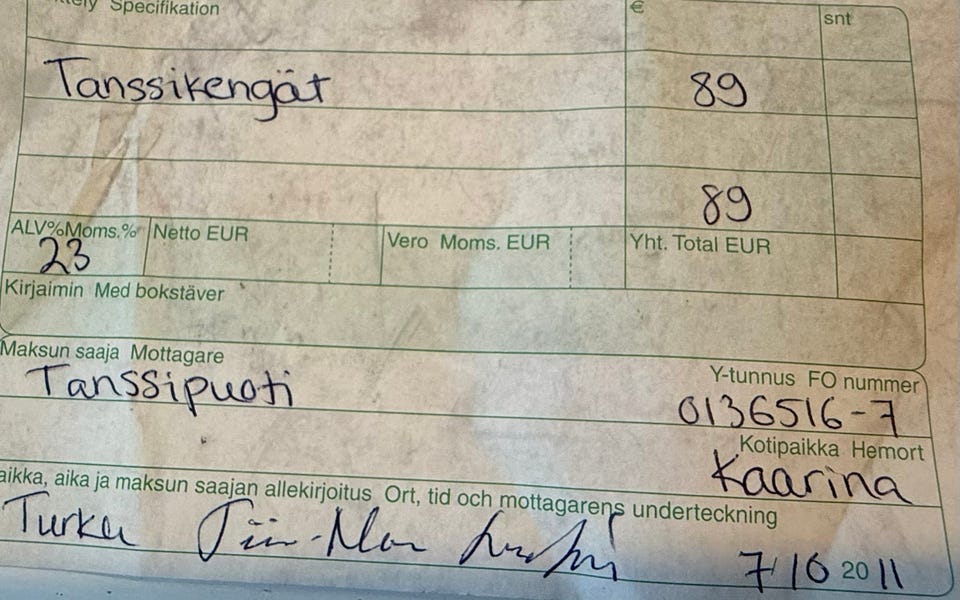 Specifikation € snt
Tanssikengät 89
89
ALV%Moms.% Netto EUR Vero Moms. EUR Yht. Total EUR
23
Kirjaimin Med bokstäver
Maksun saaja Mottagare Y-tunnus FO nummer
Tanssipuoti 0136516-7
Kotipaikka Hemort
Kaarina
aikka, aika ja maksun saajan allekirjoitus Ort, tid och mottagarens underteckning
Turku 7/10 2011